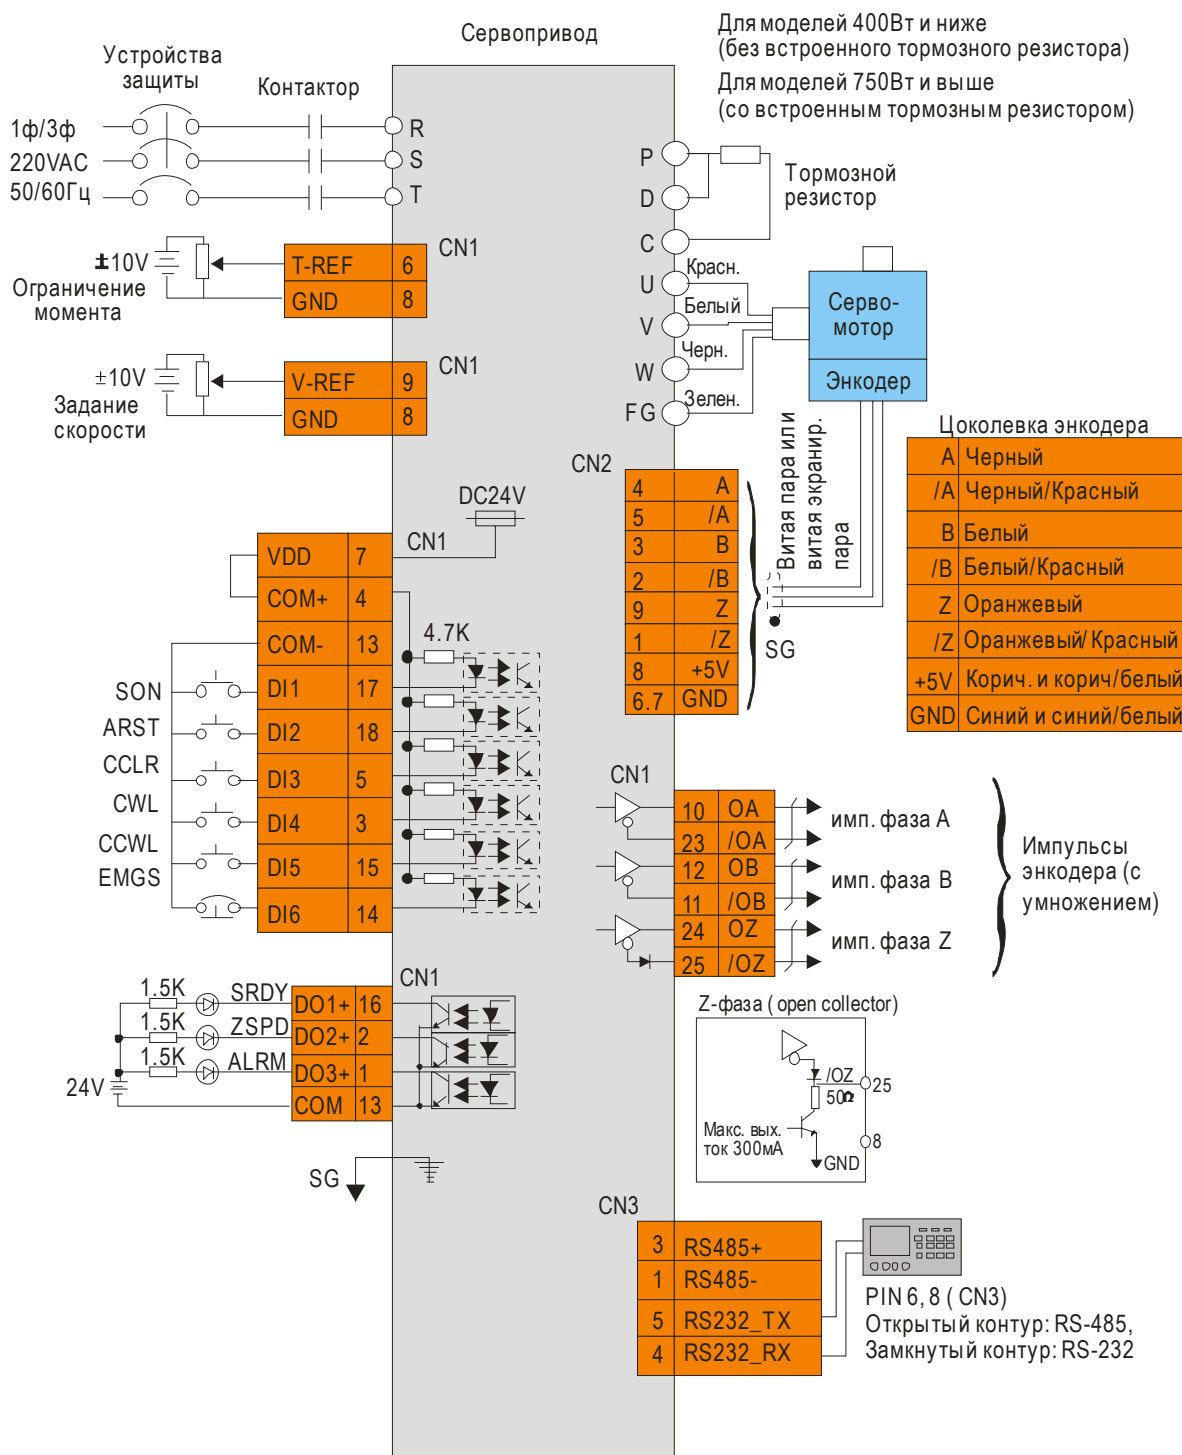 Сервопривод
Для моделей 400Вт и ниже
(без встроенного тормозного резистора)
Для моделей 750Вт и выше
(со встроенным тормозным резистором)
Устройства
защиты
Контактор
1ф/3ф
220VAC
50/60Гц
R
S
T
P
D
C
U
V
W
FG
Тормозной
резистор
Красн.
Белый
Черн.
Зелен.
Серво-
мотор
Энкодер
±10V
Ограничение
момента
CN1
T-REF 6
GND 8
±10V
Задание
скорости
CN1
V-REF 9
GND 8
CN2
4 A
5 /A
3 B
2 /B
9 Z
1 /Z
8 +5V
6.7 GND
Витая пара или
витая экранир.
пара
SG
Цоколевка энкодера
A Черный
/A Черный/Красный
B Белый
/B Белый/Красный
Z Оранжевый
/Z Оранжевый/Красный
+5V Корич. и корич/белый
GND Синий и синий/белый
DC24V
CN1
VDD 7
COM+ 4
COM- 13
DI1 17
DI2 18
DI3 5
DI4 3
DI5 15
DI6 14
4.7K
SON
ARST
CCLR
CWL
CCWL
EMGS
CN1
10 OA
23 /OA
12 OB
11 /OB
24 OZ
25 /OZ
имп. фаза A
имп. фаза B
имп. фаза Z
Импульсы
энкодера (с
умножением)
CN1
1.5K SRDY DO1+ 16
1.5K ZSPD DO2+ 2
1.5K ALRM DO3+ 1
24V COM 13
SG
Z-фаза ( open collector)
/OZ
50Ω
25
8
Макс. вых.
ток 300мА
GND
CN3
3 RS485+
1 RS485-
5 RS232_TX
4 RS232_RX
PIN 6, 8 ( CN3)
Открытый контур: RS-485,
Замкнутый контур: RS-232